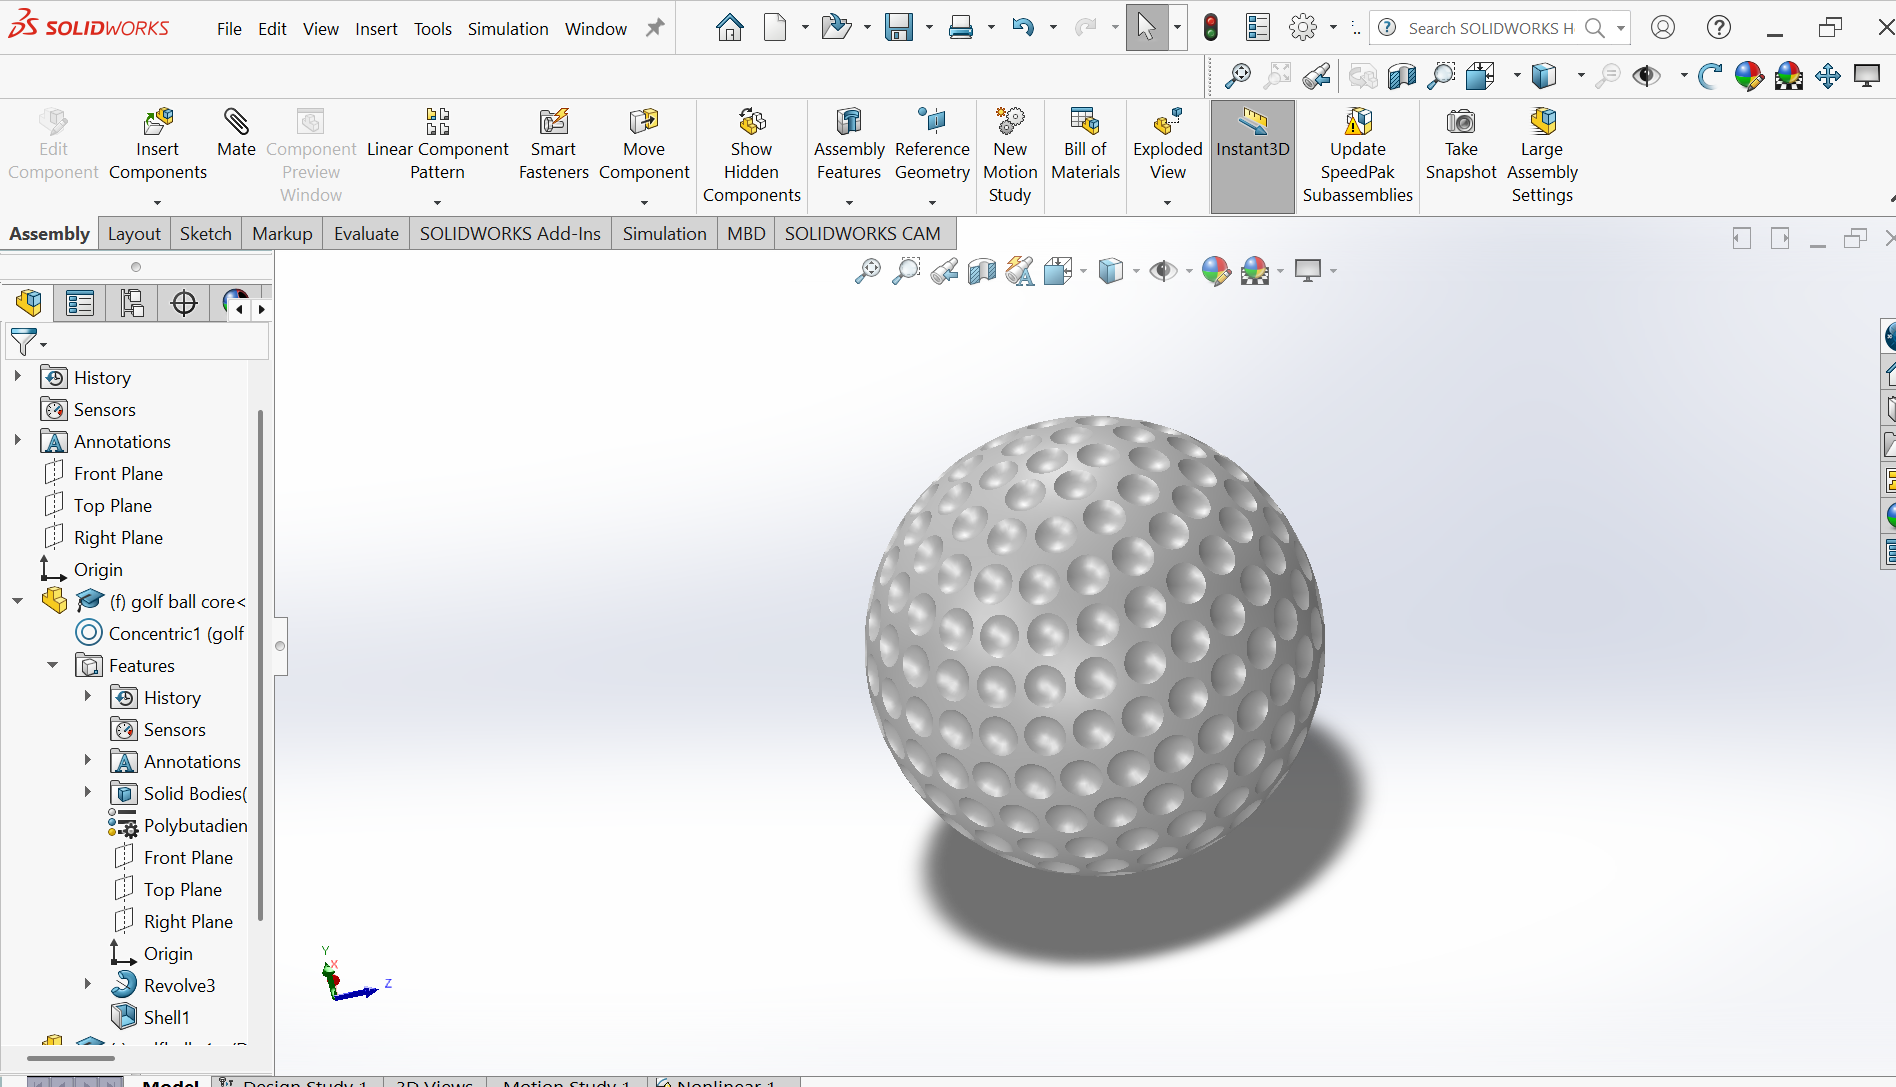 SOLIDWORKS File Edit View Insert Tools Simulation Window Search SOLIDWORKS H
Edit Component
Insert Components
Mate
Component Preview Window
Linear Component Pattern
Smart Fasteners
Move Component
Show Hidden Components
Assembly Features
Reference Geometry
New Motion Study
Bill of Materials
Exploded View
Instant3D
Update SpeedPak Subassemblies
Take Snapshot
Large Assembly Settings
Assembly Layout Sketch Markup Evaluate SOLIDWORKS Add-Ins Simulation MBD SOLIDWORKS CAM
History
Sensors
Annotations
Front Plane
Top Plane
Right Plane
Origin
(f) golf ball core<
Concentric1 (golf
Features
History
Sensors
Annotations
Solid Bodies(
Polybutadien
Front Plane
Top Plane
Right Plane
Origin
Revolve3
Shell1
Y
X
Z
Model Design Study 1 3D Views Motion Study 1 Nonlinear 1